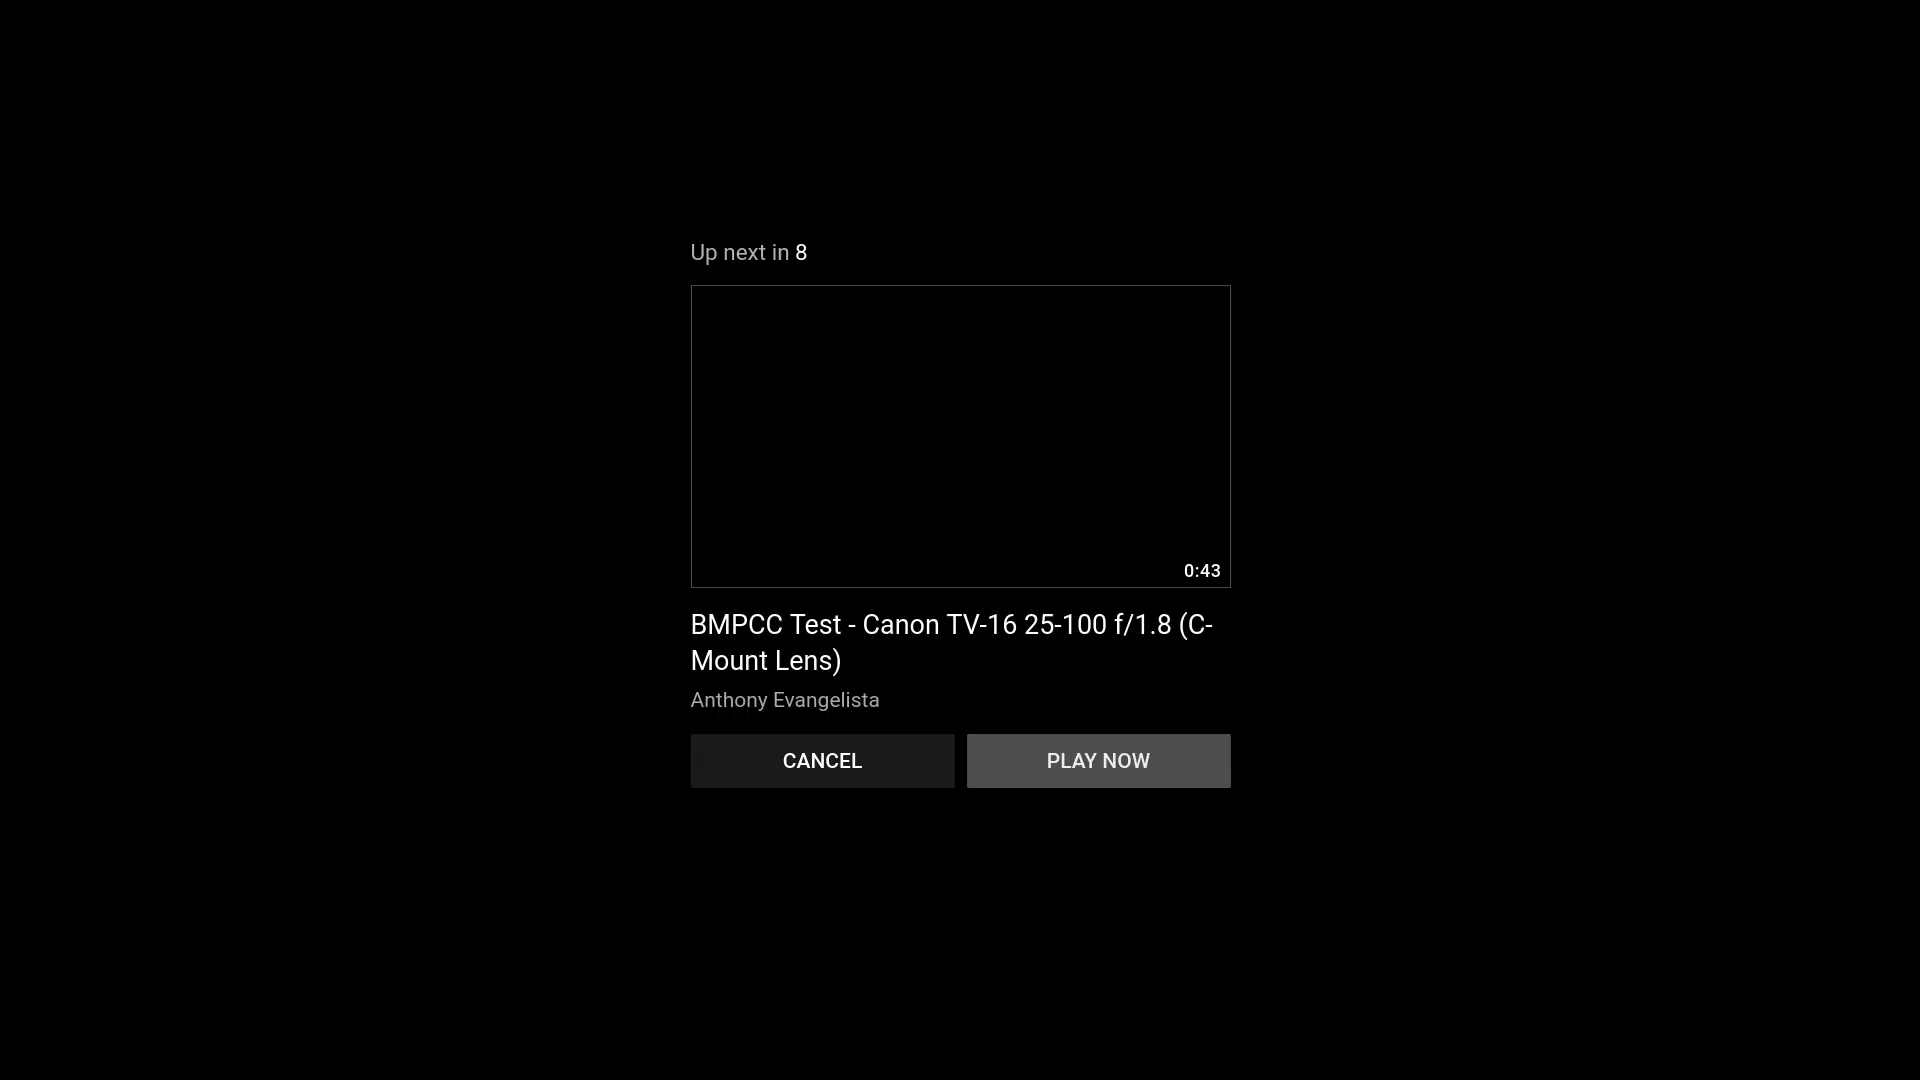 Up next in 8
0:43
BMPCC Test - Canon TV-16 25-100 f/1.8 (C-
Mount Lens)
Anthony Evangelista
CANCEL
PLAY NOW